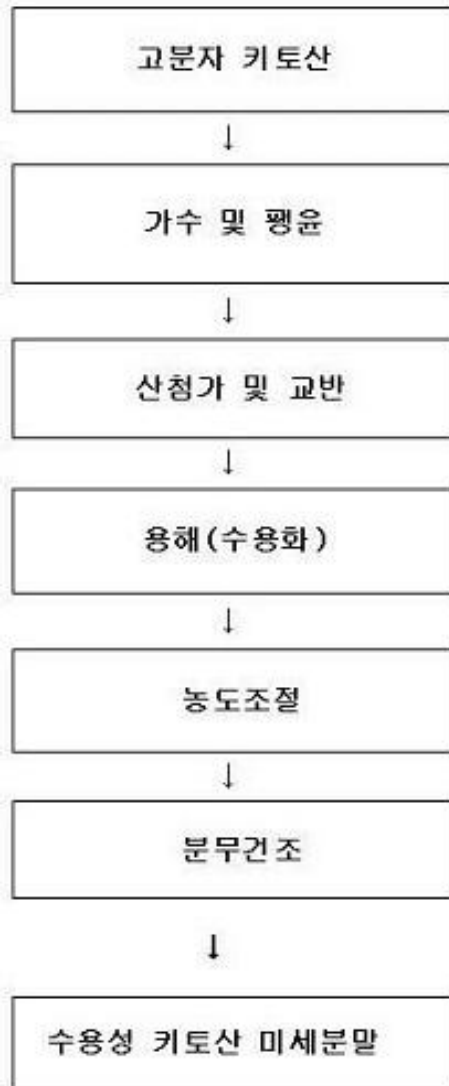 고분자 키토산
↓
가수 및 팽윤
↓
산첨가 및 교반
↓
용해(수용화)
↓
농도조절
↓
분무건조
↓
수용성 키토산 미세분말